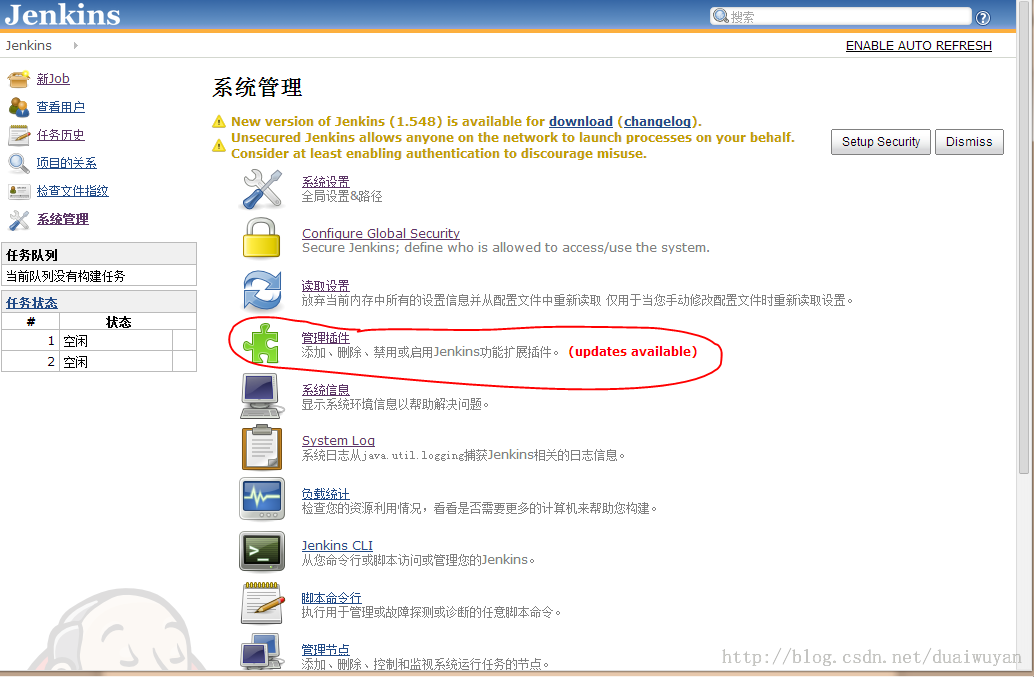 Jenkins
搜索
?
Jenkins
ENABLE AUTO REFRESH
新Job
查看用户
任务历史
项目的关系
检查文件指纹
系统管理
任务队列
当前队列没有构建任务
任务状态
# 状态
1 空闲
2 空闲
系统管理
New version of Jenkins (1.548) is available for download (changelog).
Unsecured Jenkins allows anyone on the network to launch processes on your behalf.
Consider at least enabling authentication to discourage misuse.
Setup Security
Dismiss
系统设置
全局设置&路径
Configure Global Security
Secure Jenkins; define who is allowed to access/use the system.
读取设置
放弃当前内存中所有的设置信息并从配置文件中重新读取 仅用于当您手动修改配置文件时重新读取设置。
管理插件
添加、删除、禁用或启用Jenkins功能扩展插件。 (updates available)
系统信息
显示系统环境信息以帮助解决问题。
System Log
系统日志从java.util.logging捕获Jenkins相关的日志信息。
负载统计
检查您的资源利用情况，看看是否需要更多的计算机来帮助您构建。
Jenkins CLI
从您命令行或脚本访问或管理您的Jenkins。
脚本命令行
执行用于管理或故障探测或诊断的任意脚本命令。
管理节点
添加、删除、控制和监视系统运行任务的节点。
http://blog.csdn.net/duaiwuyan